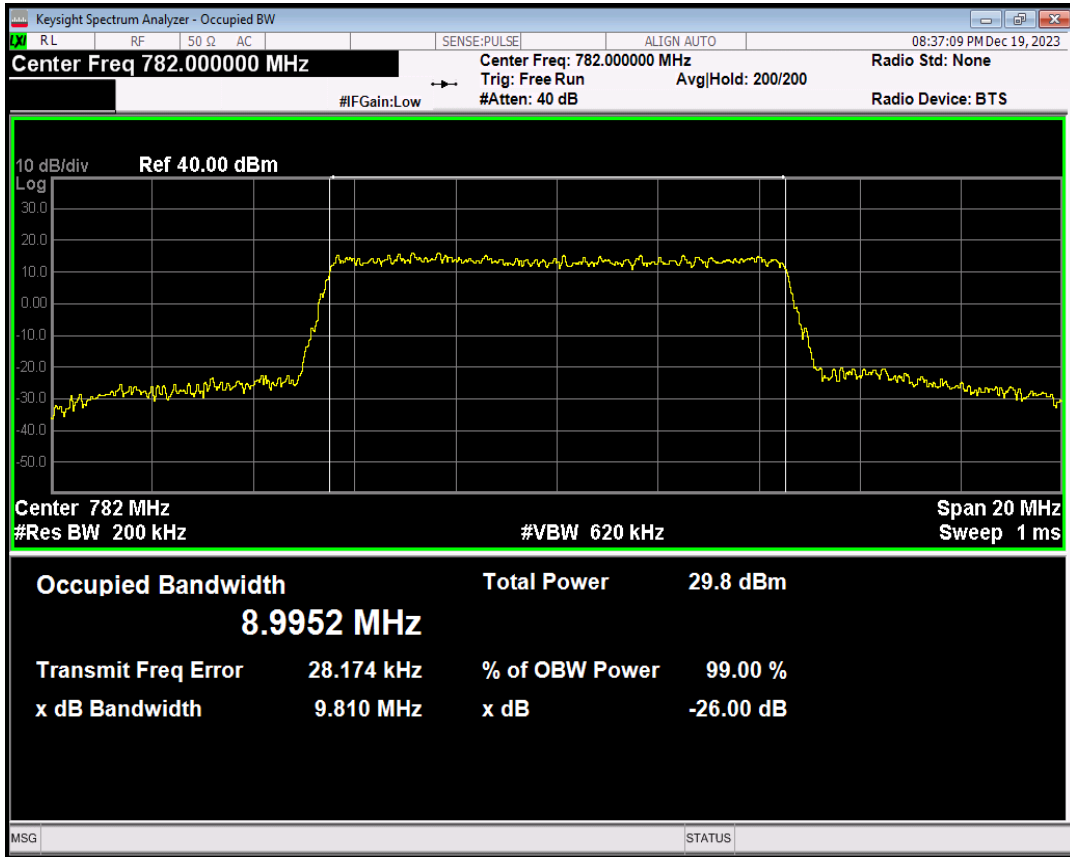 Keysight Spectrum Analyzer - Occupied BW
LXI RL RF 50 Ω AC SENSE:PULSE ALIGN AUTO 08:37:09 PM Dec 19, 2023
Center Freq 782.000000 MHz Center Freq: 782.000000 MHz Radio Std: None
Trig: Free Run Avg|Hold: 200/200
#IFGain:Low #Atten: 40 dB Radio Device: BTS
10 dB/div Ref 40.00 dBm
Log
30.0
20.0
10.0
0.00
-10.0
-20.0
-30.0
-40.0
-50.0
Center 782 MHz Span 20 MHz
#Res BW 200 kHz #VBW 620 kHz Sweep 1 ms
Occupied Bandwidth Total Power 29.8 dBm
8.9952 MHz
Transmit Freq Error 28.174 kHz % of OBW Power 99.00 %
x dB Bandwidth 9.810 MHz x dB -26.00 dB
MSG STATUS